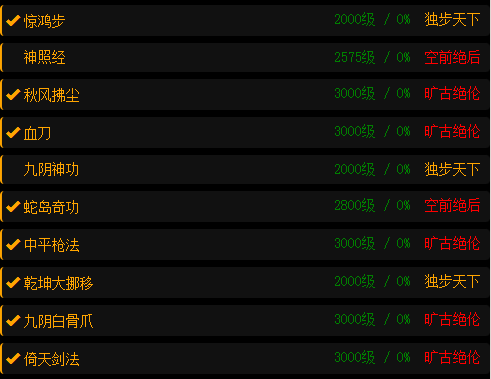 惊鸿步 2000级 / 0% 独步天下
神照经 2575级 / 0% 空前绝后
秋风拂尘 3000级 / 0% 旷古绝伦
血刀 3000级 / 0% 旷古绝伦
九阴神功 2000级 / 0% 独步天下
蛇岛奇功 2800级 / 0% 空前绝后
中平枪法 3000级 / 0% 旷古绝伦
乾坤大挪移 2000级 / 0% 独步天下
九阴白骨爪 3000级 / 0% 旷古绝伦
倚天剑法 3000级 / 0% 旷古绝伦